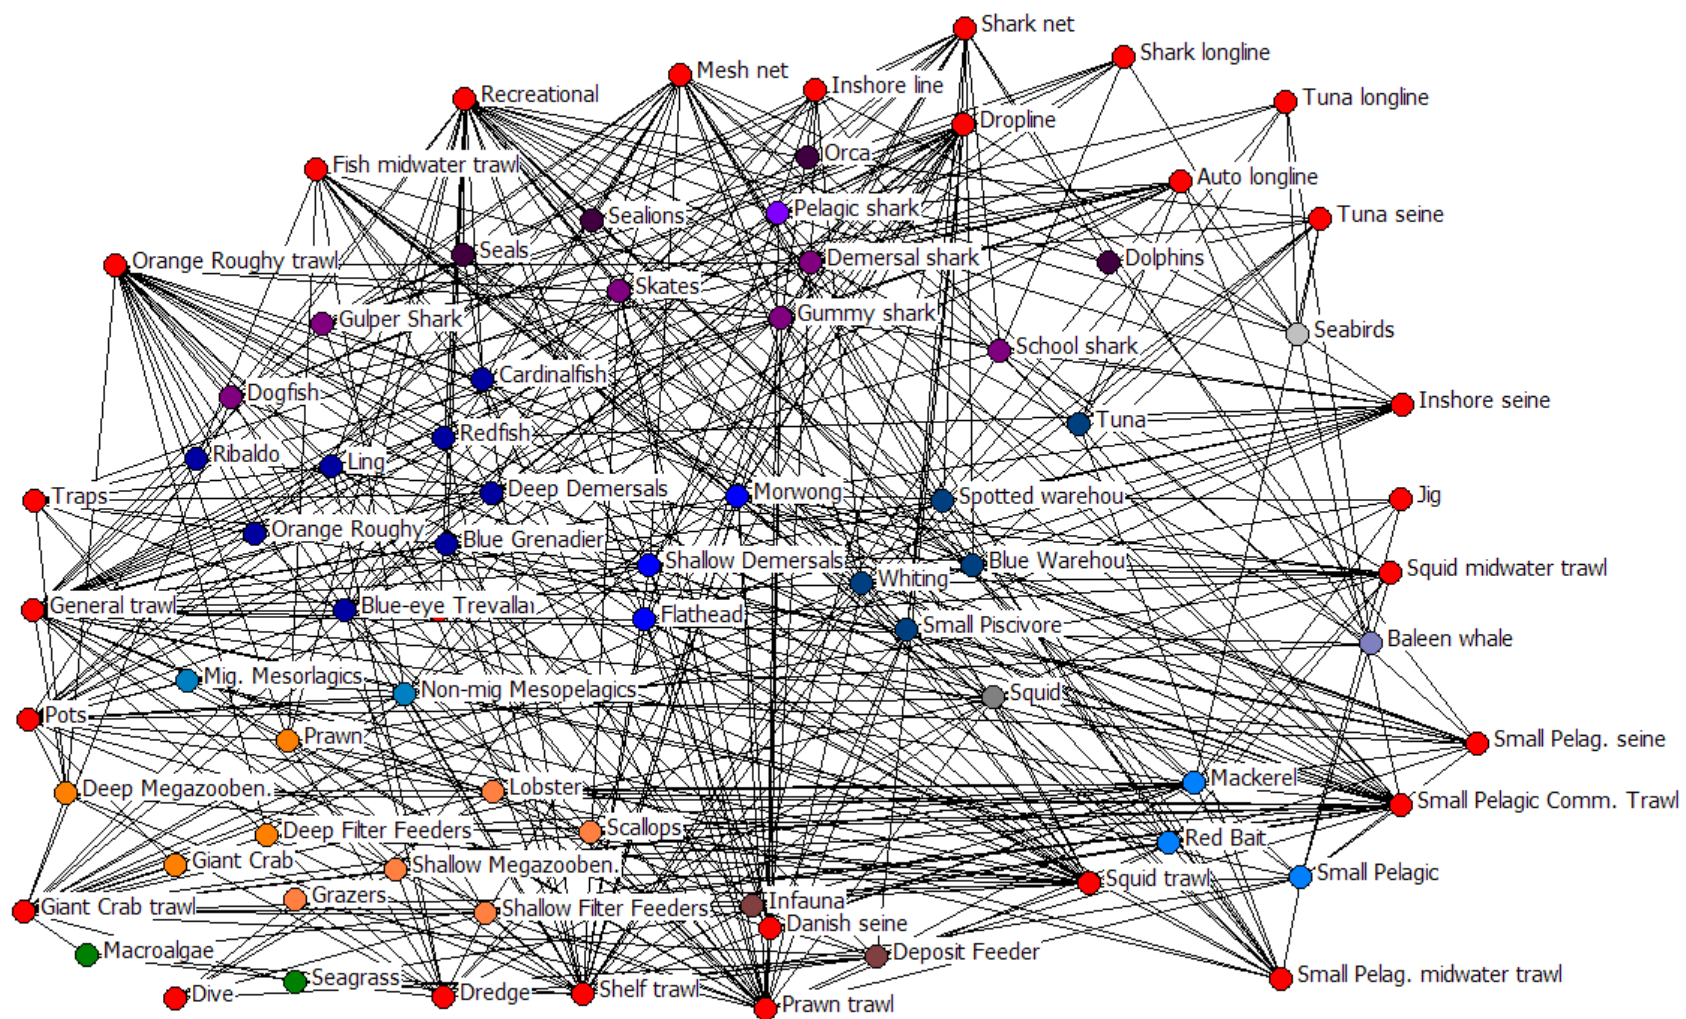 Shark net
Shark longline
Mesh net
Inshore line
Recreational
Tuna longline
Dropline
Orca
Fish midwater trawl
Auto longline
Sealions
Pelagic shark
Tuna seine
Seals
Demersal shark
Dolphins
Orange Roughy trawl
Skates
Gulper Shark
Gummy shark
Seabirds
School shark
Cardinalfish
Dogfish
Inshore seine
Tuna
Redfish
Ribaldo
Ling
Deep Demersals
Morwong
Spotted warehou
Jig
Traps
Orange Roughy
Blue Grenadier
Shallow Demersals
Blue Warehou
Whiting
Squid midwater trawl
General trawl
Blue-eye Trevalla
Flathead
Small Piscivore
Baleen whale
Mig. Mesorlagics
Non-mig Mesopelagics
Squid
Pots
Prawn
Small Pelag. seine
Deep Megazooben.
Lobster
Mackerel
Small Pelagic Comm. Trawl
Deep Filter Feeders
Scallops
Red Bait
Giant Crab
Shallow Megazooben.
Squid trawl
Small Pelagic
Grazers
Giant Crab trawl
Shallow Filter Feeders
Infauna
Danish seine
Macroalgae
Deposit Feeder
Seagrass
Small Pelag. midwater trawl
Dive
Dredge
Shelf trawl
Prawn trawl